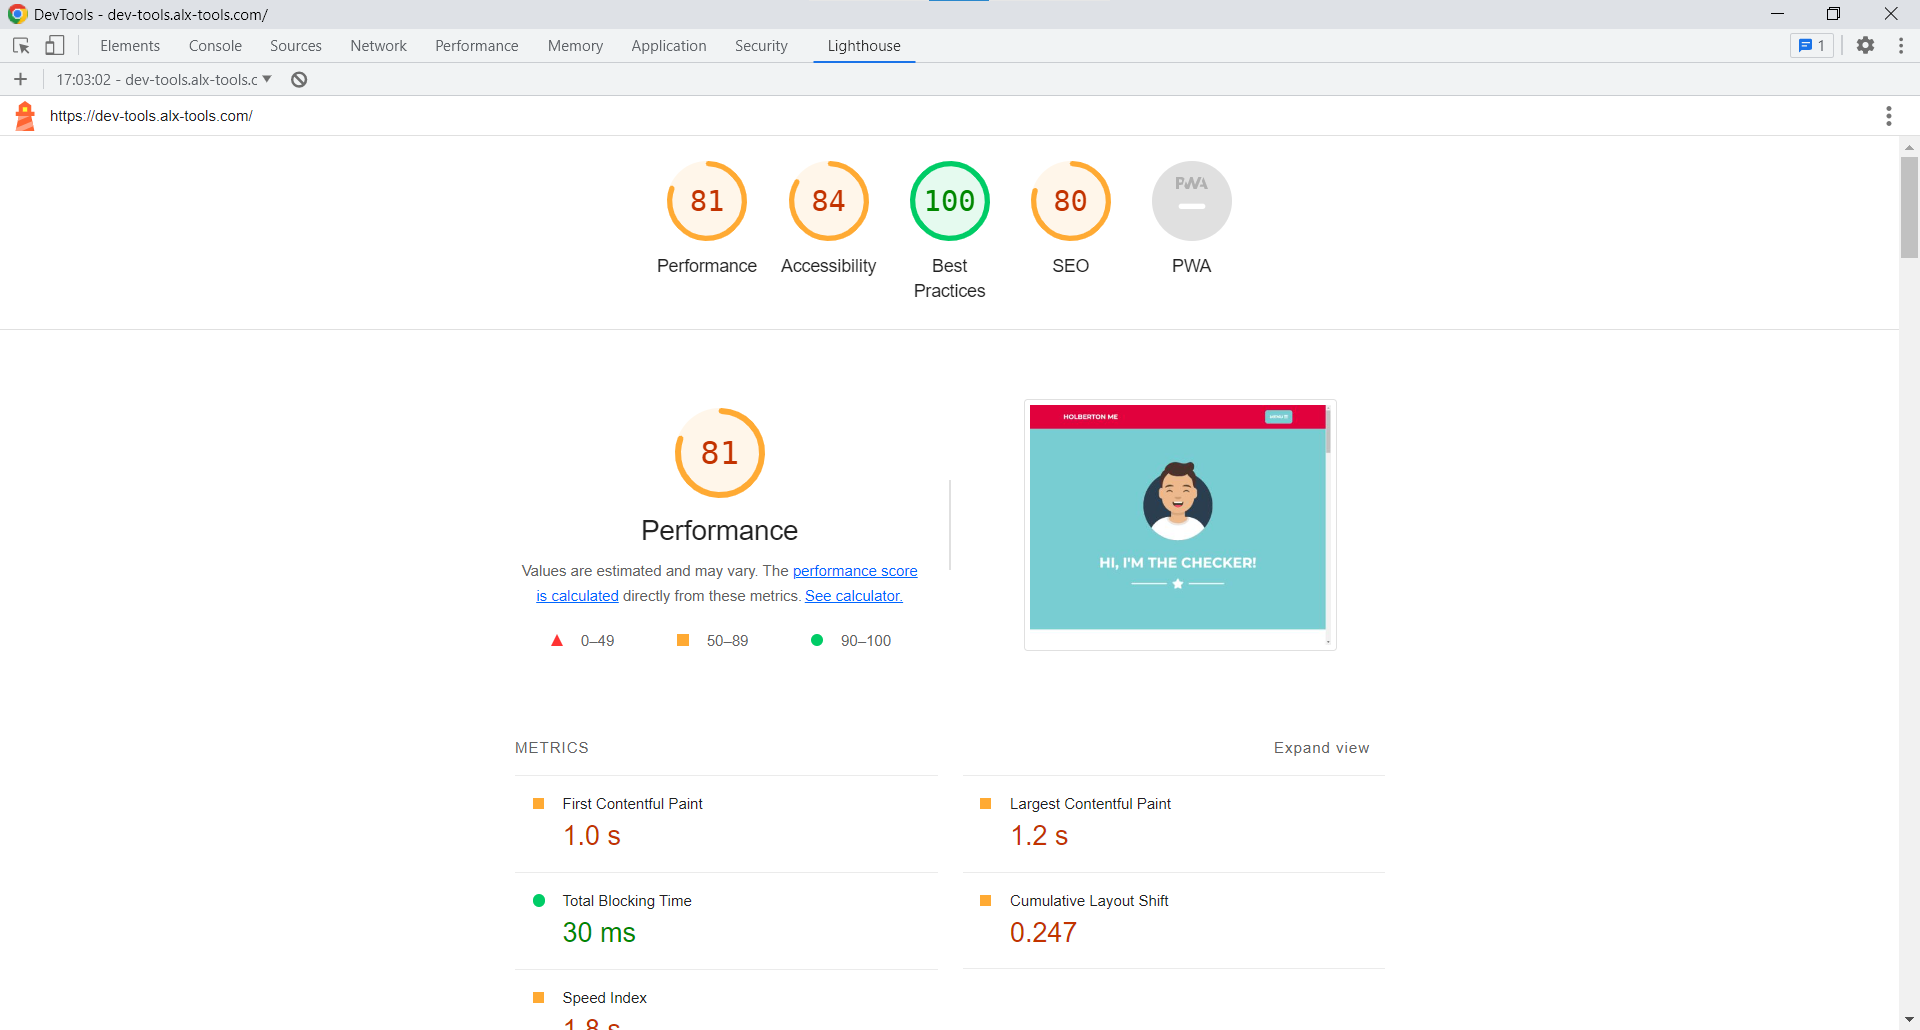 DevTools - dev-tools.alx-tools.com/
Elements Console Sources Network Performance Memory Application Security Lighthouse 1
17:03:02 - dev-tools.alx-tools.c
https://dev-tools.alx-tools.com/
81 84 100 80 PWA
Performance Accessibility Best Practices SEO PWA
81
Performance
Values are estimated and may vary. The performance score
is calculated directly from these metrics. See calculator.
0–49 50–89 90–100
HOLBERTON ME
HI, I'M THE CHECKER!
METRICS Expand view
First Contentful Paint
1.0 s
Largest Contentful Paint
1.2 s
Total Blocking Time
30 ms
Cumulative Layout Shift
0.247
Speed Index
1.8 s